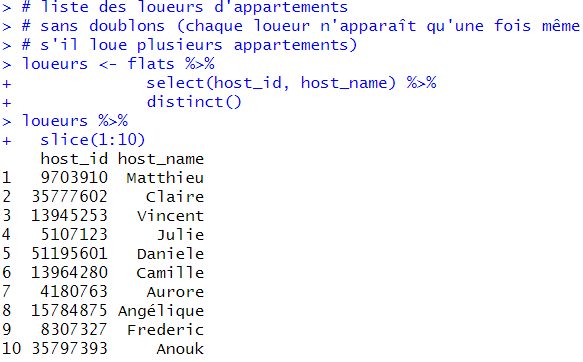 > # liste des loueurs d'appartements
> # sans doublons (chaque loueur n'apparaît qu'une fois même
> # s'il loue plusieurs appartements)
> loueurs <- flats %>%
+              select(host_id, host_name) %>%
+              distinct()
> loueurs %>%
+   slice(1:10)
    host_id host_name
1   9703910  Matthieu
2  35777602    Claire
3  13945253   Vincent
4   5107123     Julie
5  51195601   Daniele
6  13964280   Camille
7   4180763    Aurore
8  15784875 Angélique
9   8307327  Frederic
10 35797393     Anouk